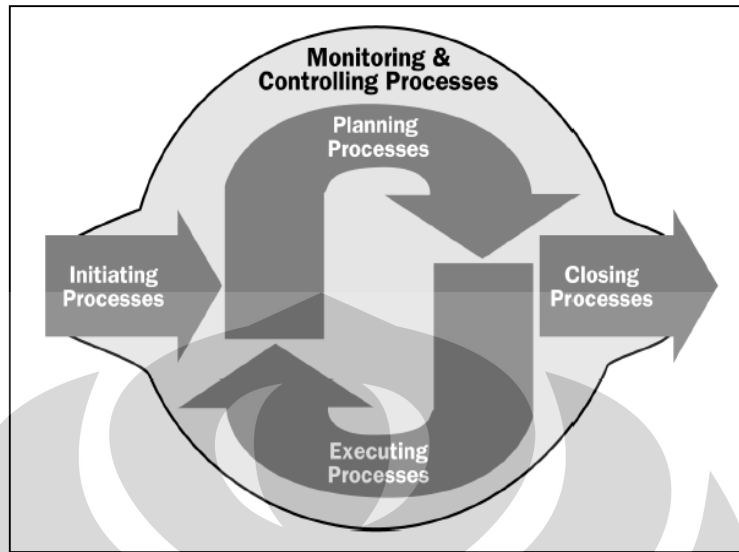 Monitoring &
Controlling Processes
Planning
Processes
Initiating
Processes
Closing
Processes
Executing
Processes